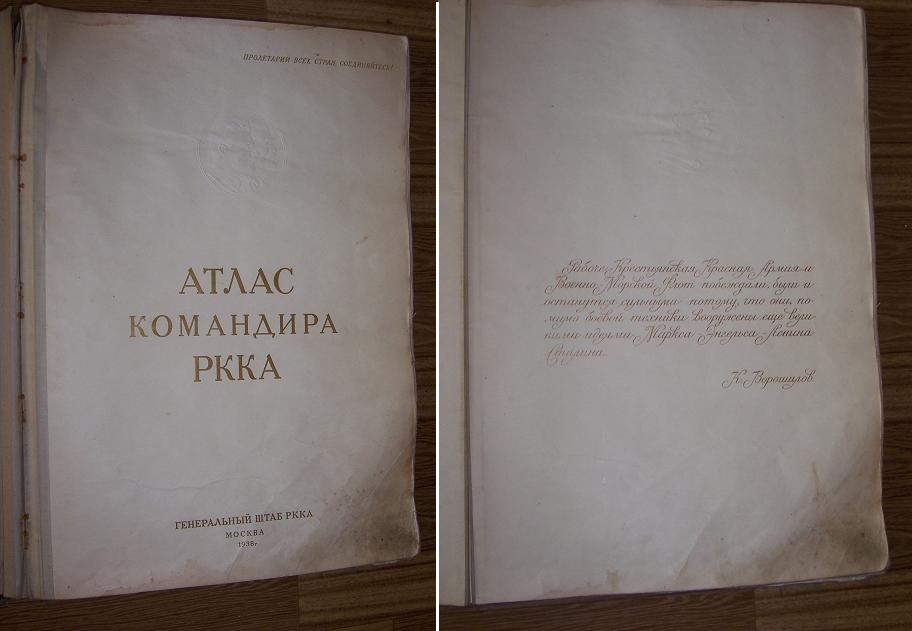 ПРОЛЕТАРИИ ВСЕХ СТРАН, СОЕДИНЯЙТЕСЬ!
АТЛАС
КОМАНДИРА
РККА
ГЕНЕРАЛЬНЫЙ ШТАБ РККА
МОСКВА
1938г
Рабоче-Крестьянская Красная Армия и
Военно-Морской Флот побеждали, были и
останутся сильными потому, что они, по-
мимо боевой техники вооружены еще вели-
кими идеями Маркса-Энгельса-Ленина-
Сталина.
К. Ворошилов